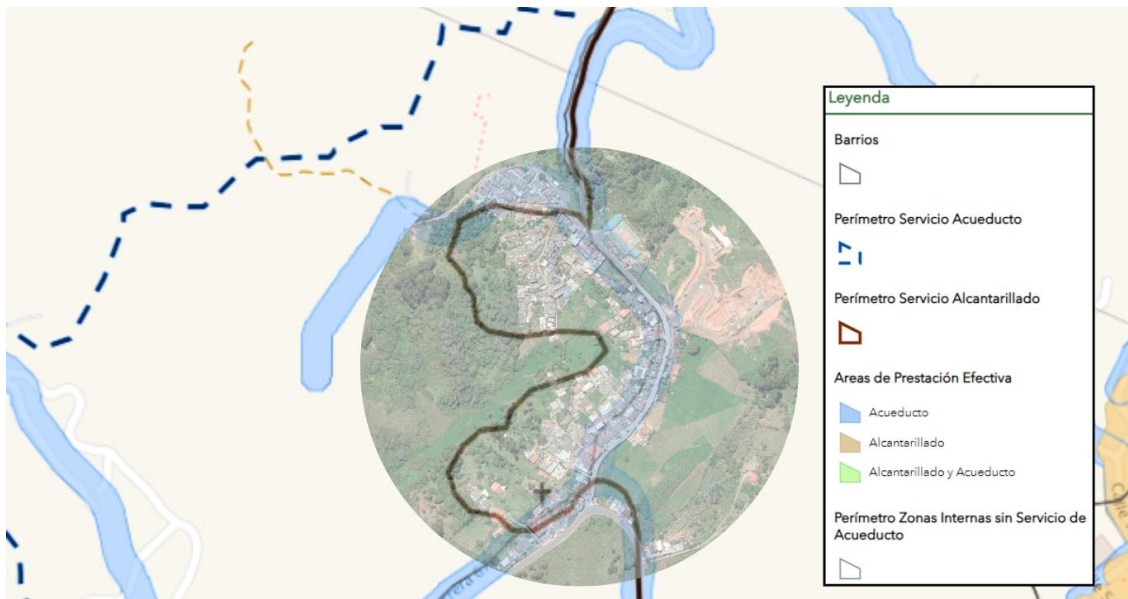 Leyenda
Barrios
Perímetro Servicio Acueducto
Perímetro Servicio Alcantarillado
Areas de Prestación Efectiva
Acueducto
Alcantarillado
Alcantarillado y Acueducto
Perímetro Zonas Internas sin Servicio de
Acueducto
Calle